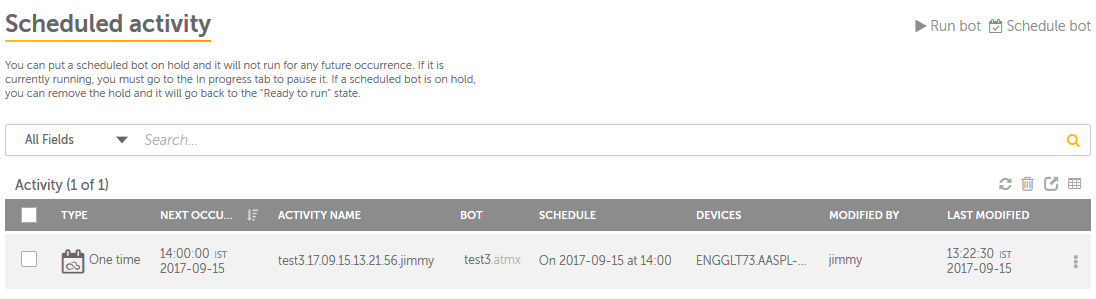 Scheduled activity
Run bot Schedule bot
You can put a scheduled bot on hold and it will not run for any future occurrence. If it is
currently running, you must go to the In progress tab to pause it. If a scheduled bot is on hold,
you can remove the hold and it will go back to the "Ready to run" state.
All Fields Search...
Activity (1 of 1)
TYPE NEXT OCCU... ACTIVITY NAME BOT SCHEDULE DEVICES MODIFIED BY LAST MODIFIED
One time 14:00:00 IST 2017-09-15 test3.17.09.15.13.21.56.jimmy test3.atmx On 2017-09-15 at 14:00 ENGGLT73.AASPL-... jimmy 13:22:30 IST 2017-09-15